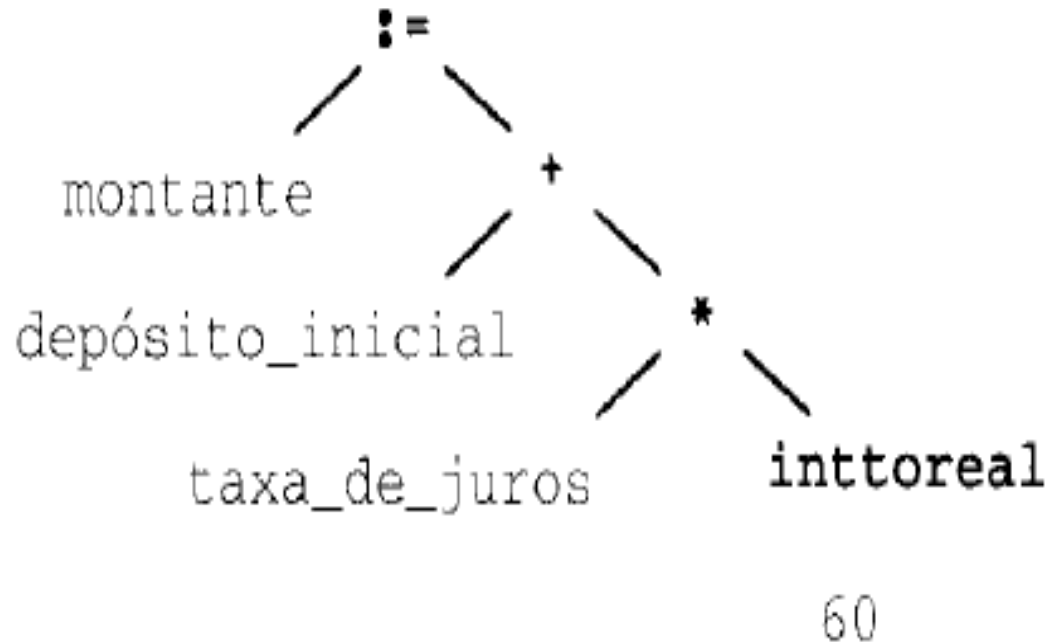 :=
montante
+
depósito_inicial
*
taxa_de_juros
inttoreal
60